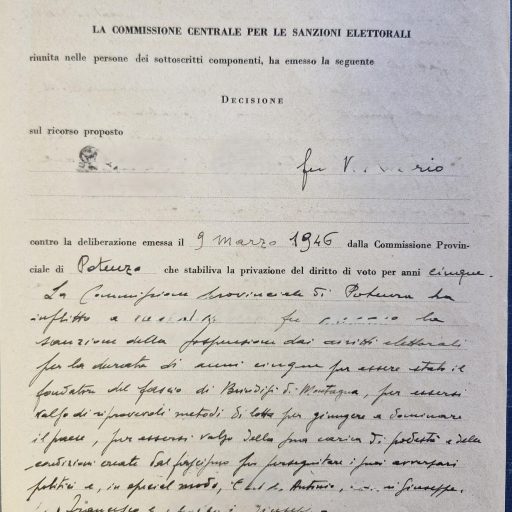 LA COMMISSIONE CENTRALE PER LE SANZIONI ELETTORALI
riunita nelle persone dei sottoscritti componenti, ha emesso la seguente
DECISIONE
sul ricorso proposto
fu V
contro la deliberazione emessa il 9 Marzo 1946 dalla Commissione Provin-
ciale di Potenza che stabiliva la privazione del diritto di voto per anni cinque.
La Commissione Provinciale di Potenza ha
inflitto a fu la
sanzione della sospensione dai diritti elettorali
per la durata di anni cinque per essere stato il
fondatore del fascio di Brindisi di Montagna, per essersi
valso di riprovevoli metodi di lotta per giungere a dominare
il paese, per essersi valso della sua carica di podestà e delle
condizioni create dal fascismo per perseguitare i suoi avversari
politici e, in special modo, Antonio, Giuseppe,
Francesco e